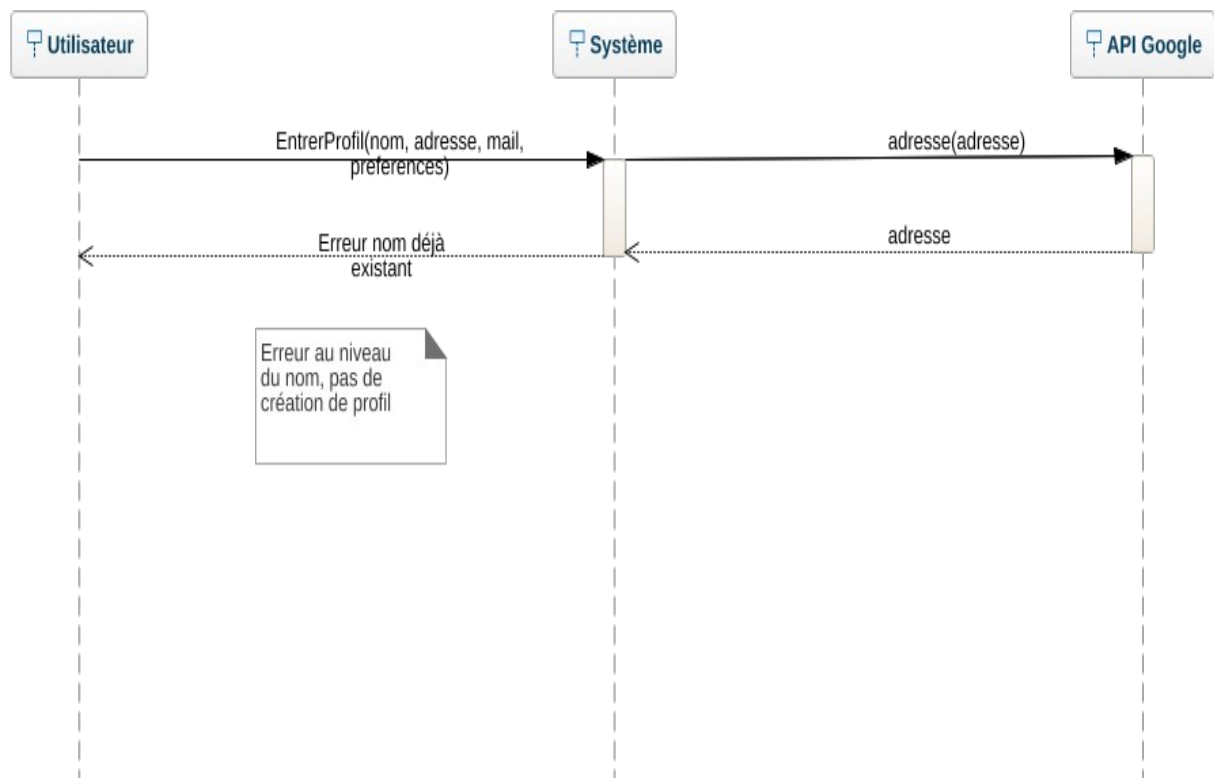 Utilisateur
Système
API Google
EntrerProfil(nom, adresse, mail,
preferences)
adresse(adresse)
Erreur nom déjà
existant
adresse
Erreur au niveau
du nom, pas de
création de profil